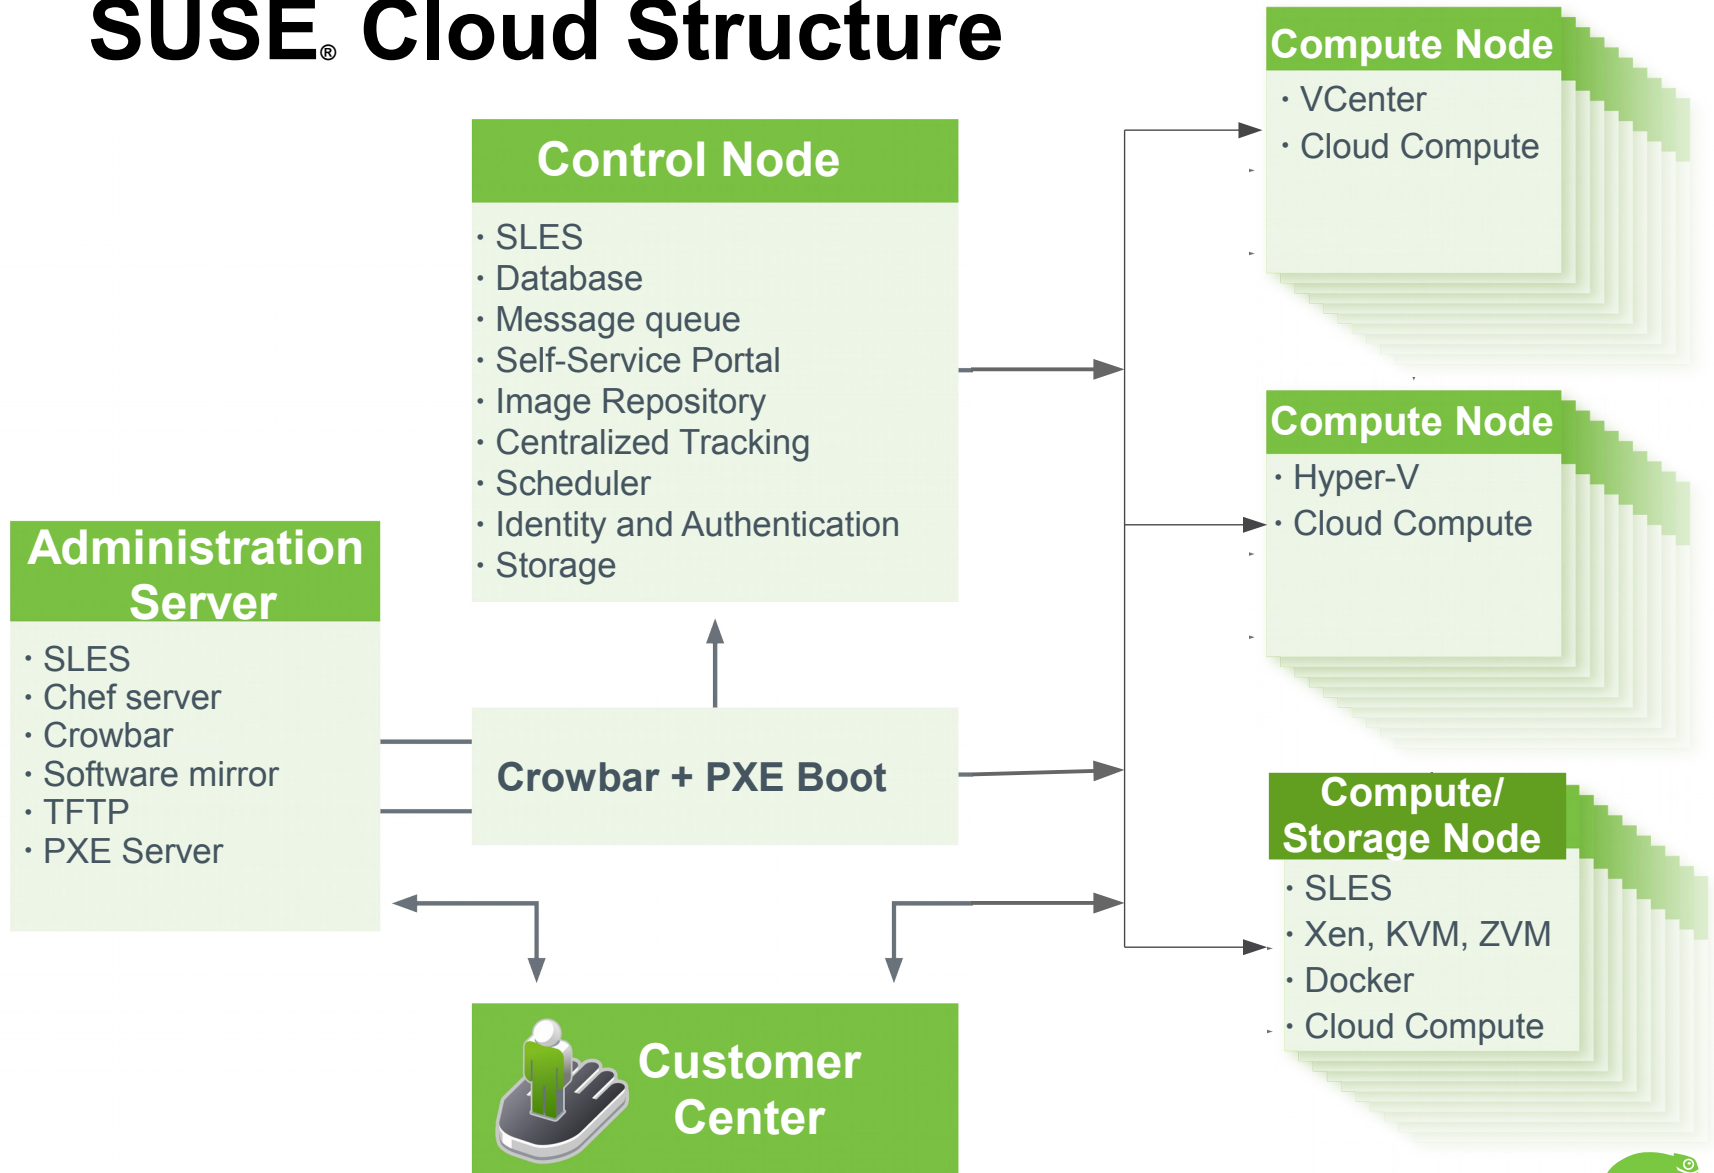 SUSE® Cloud Structure
Control Node
· SLES
· Database
· Message queue
· Self-Service Portal
· Image Repository
· Centralized Tracking
· Scheduler
· Identity and Authentication
· Storage
Administration
Server
· SLES
· Chef server
· Crowbar
· Software mirror
· TFTP
· PXE Server
Crowbar + PXE Boot
Customer
Center
Compute Node
· VCenter
· Cloud Compute
Compute Node
· Hyper-V
· Cloud Compute
Compute/
Storage Node
· SLES
· Xen, KVM, ZVM
· Docker
· Cloud Compute